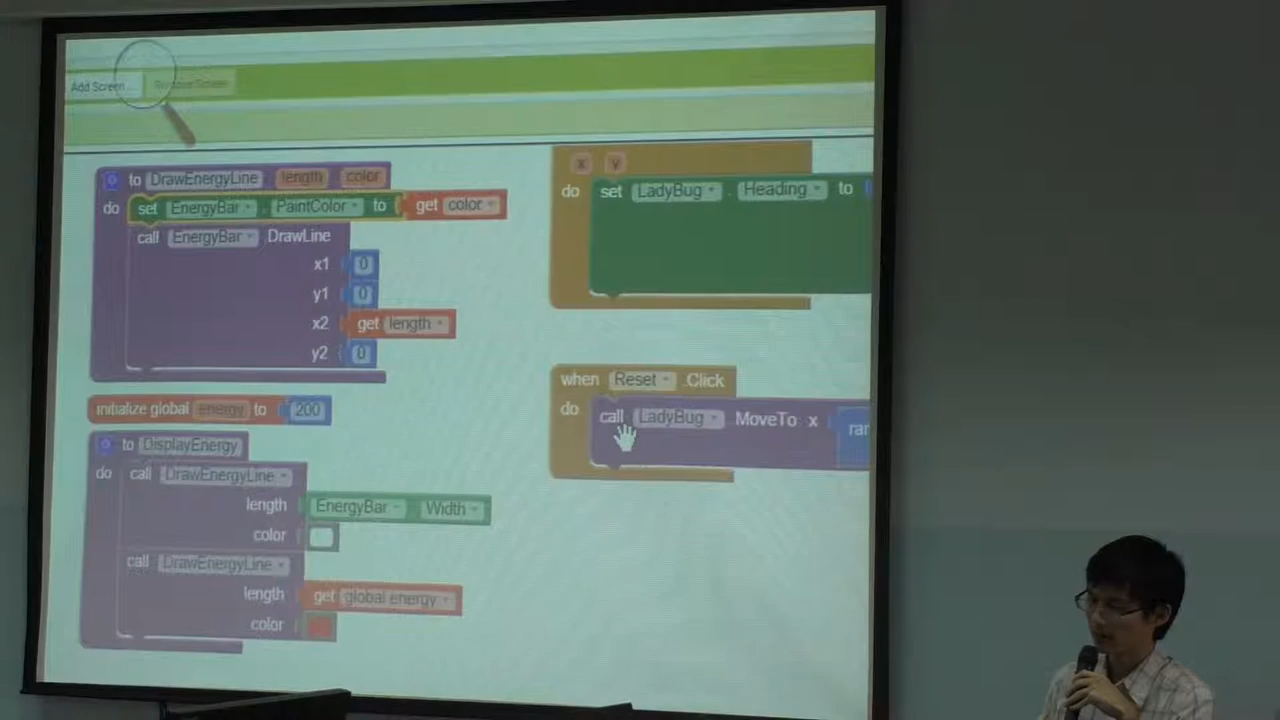 Add Screen ... Remove Screen
to DrawEnergyLine length color
do set EnergyBar . PaintColor to get color
call EnergyBar .DrawLine
x1 0
y1 0
x2 get length
y2 0
initialize global energy to 200
to DisplayEnergy
do call DrawEnergyLine
length EnergyBar . Width
color
call DrawEnergyLine
length get global energy
color
x y
do set LadyBug . Heading to
when Reset .Click
do call LadyBug .MoveTo x ran